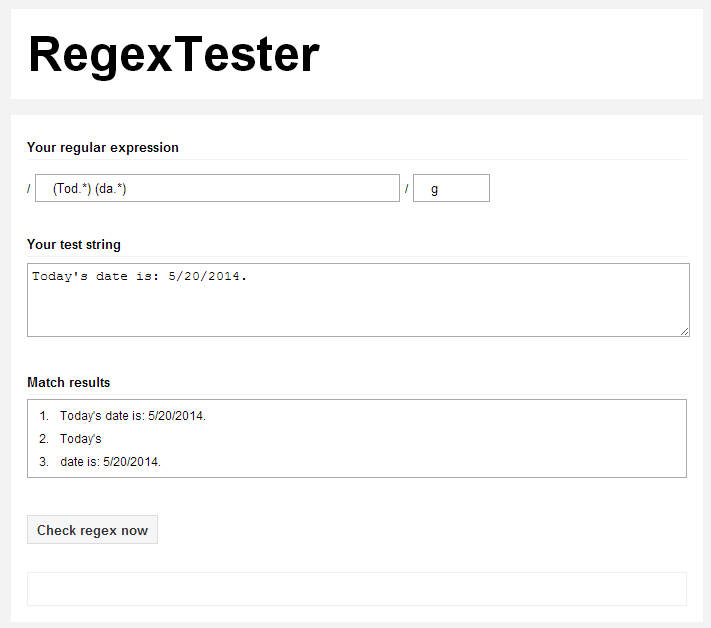 RegexTester
Your regular expression
/ (Tod.*) (da.*) / g
Your test string
Today's date is: 5/20/2014.
Match results
1. Today's date is: 5/20/2014.
2. Today's
3. date is: 5/20/2014.
Check regex now